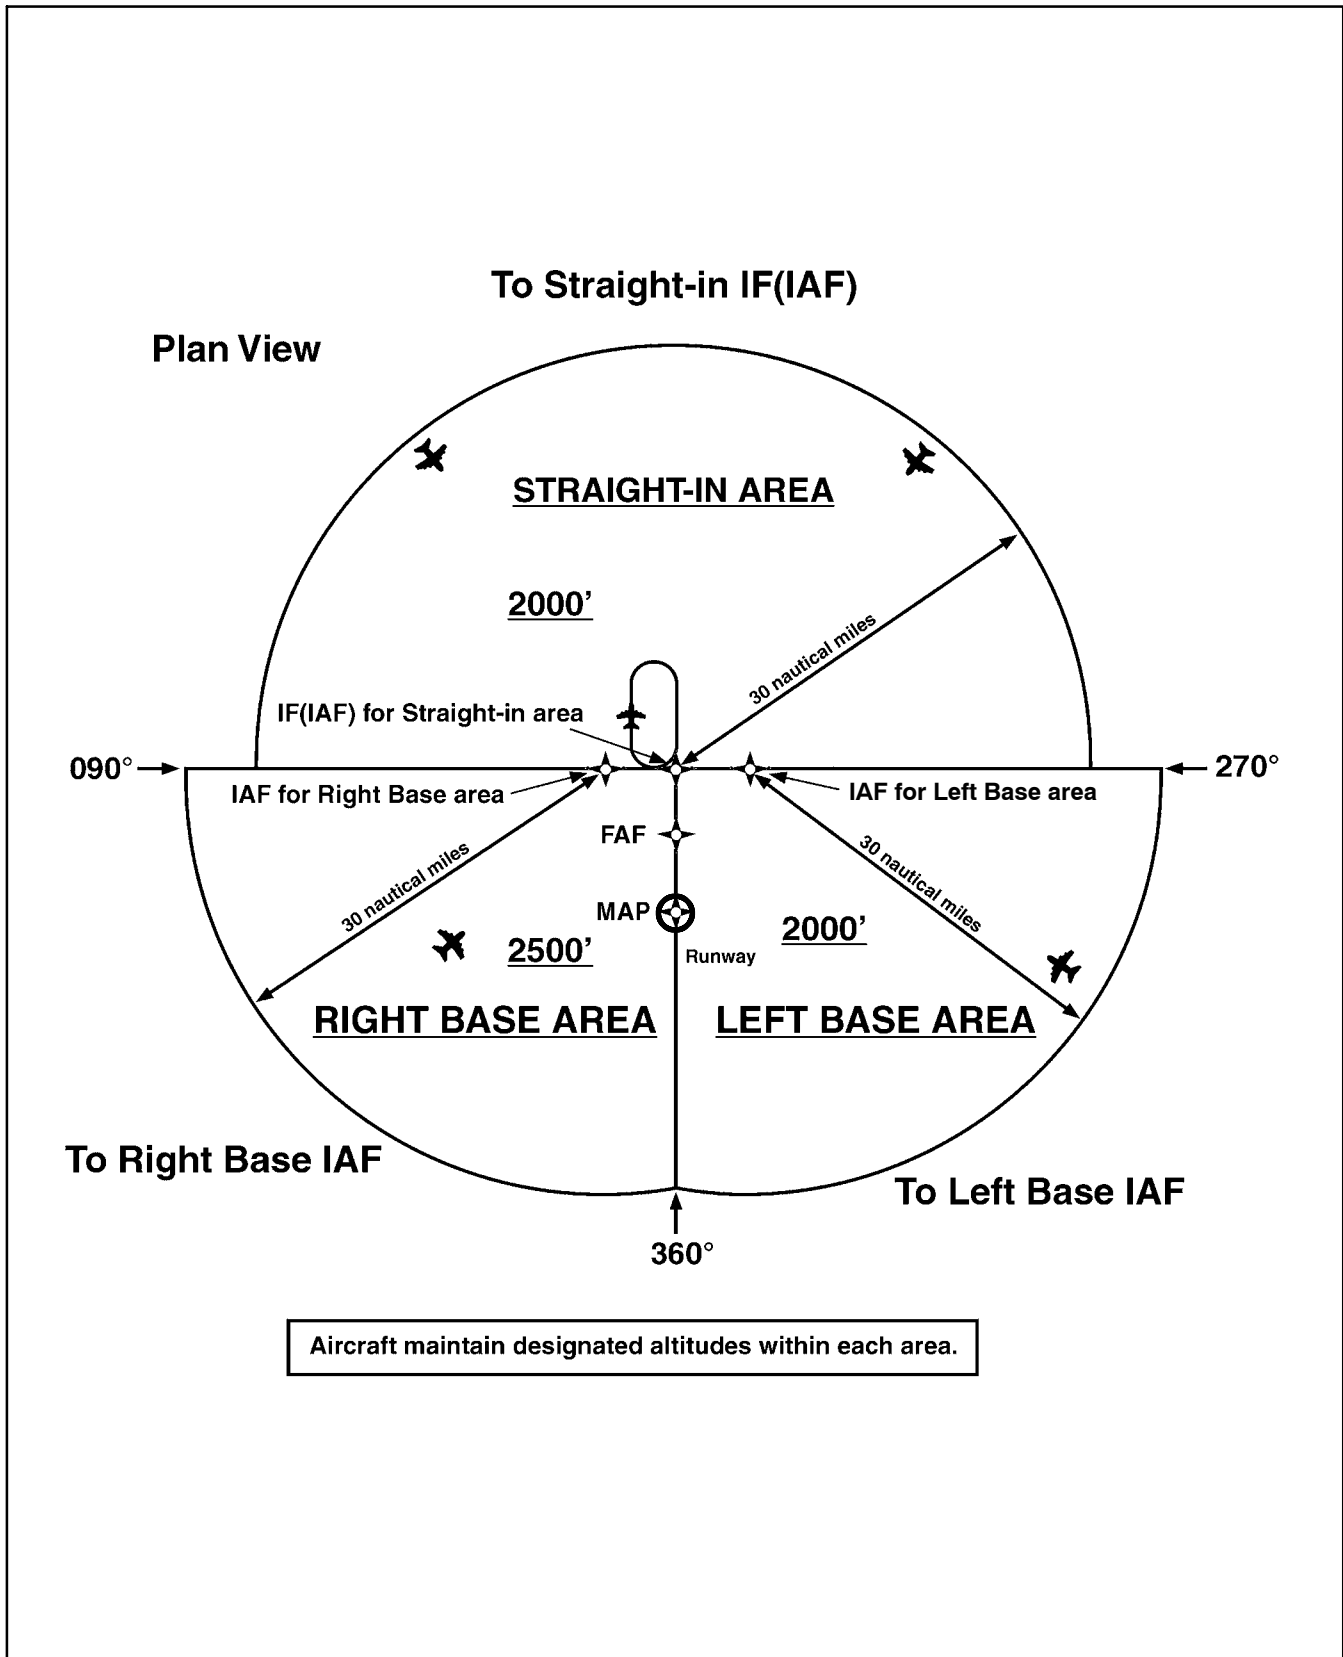 To Straight-in IF(IAF)
Plan View
STRAIGHT-IN AREA
2000’
30 nautical miles
IF(IAF) for Straight-in area
090°
270°
IAF for Right Base area
IAF for Left Base area
FAF
30 nautical miles
30 nautical miles
MAP
2500’
2000’
Runway
RIGHT BASE AREA
LEFT BASE AREA
To Right Base IAF
To Left Base IAF
360°
Aircraft maintain designated altitudes within each area.